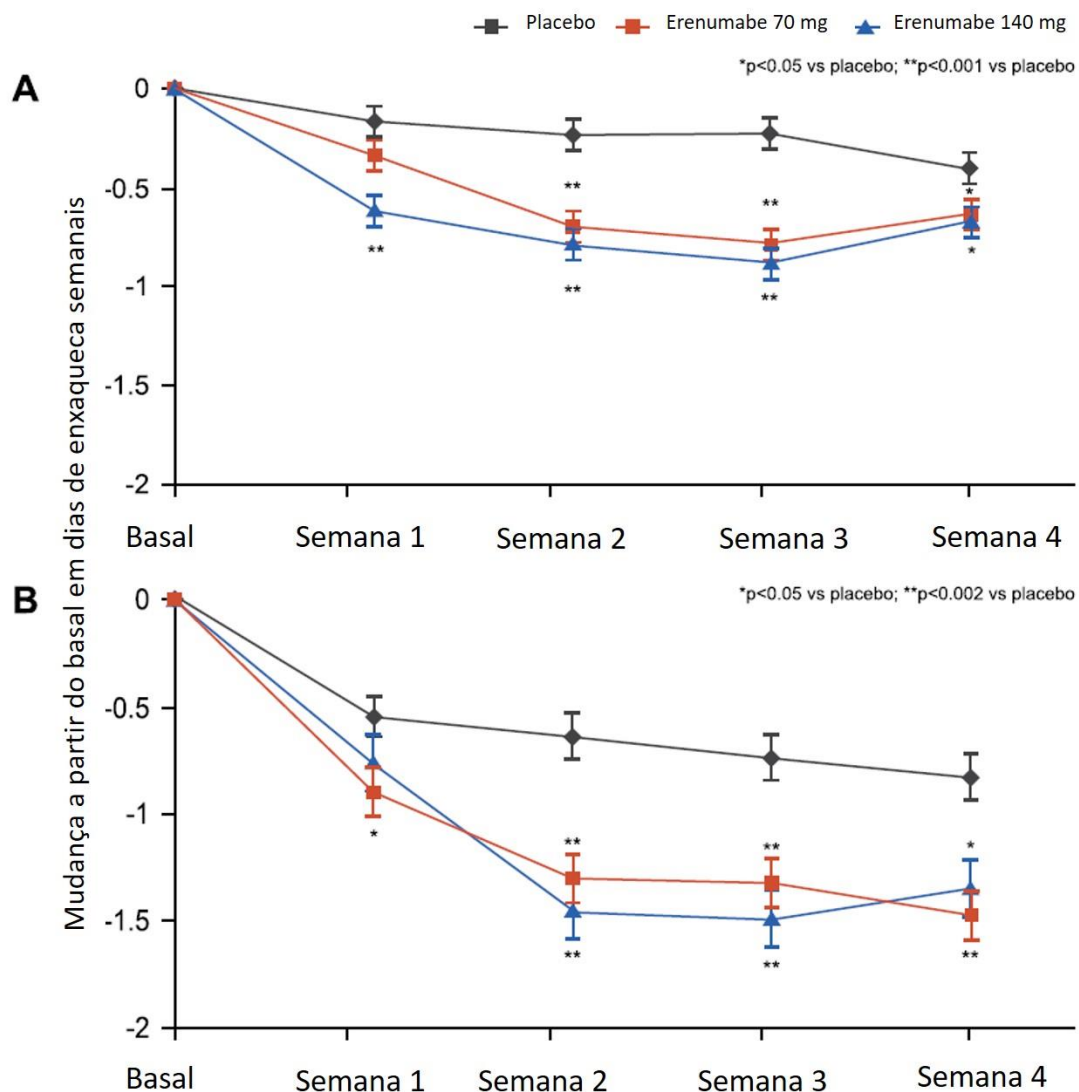 Placebo Erenumabe 70 mg Erenumabe 140 mg
*p<0.05 vs placebo; **p<0.001 vs placebo
A
Mudança a partir do basal em dias de enxaqueca semanais
0
-0.5
-1
-1.5
-2
** ** *
** ** ** *
Basal Semana 1 Semana 2 Semana 3 Semana 4
B
*p<0.05 vs placebo; **p<0.002 vs placebo
0
-0.5
-1
-1.5
-2
* ** ** *
** ** **
Basal Semana 1 Semana 2 Semana 3 Semana 4